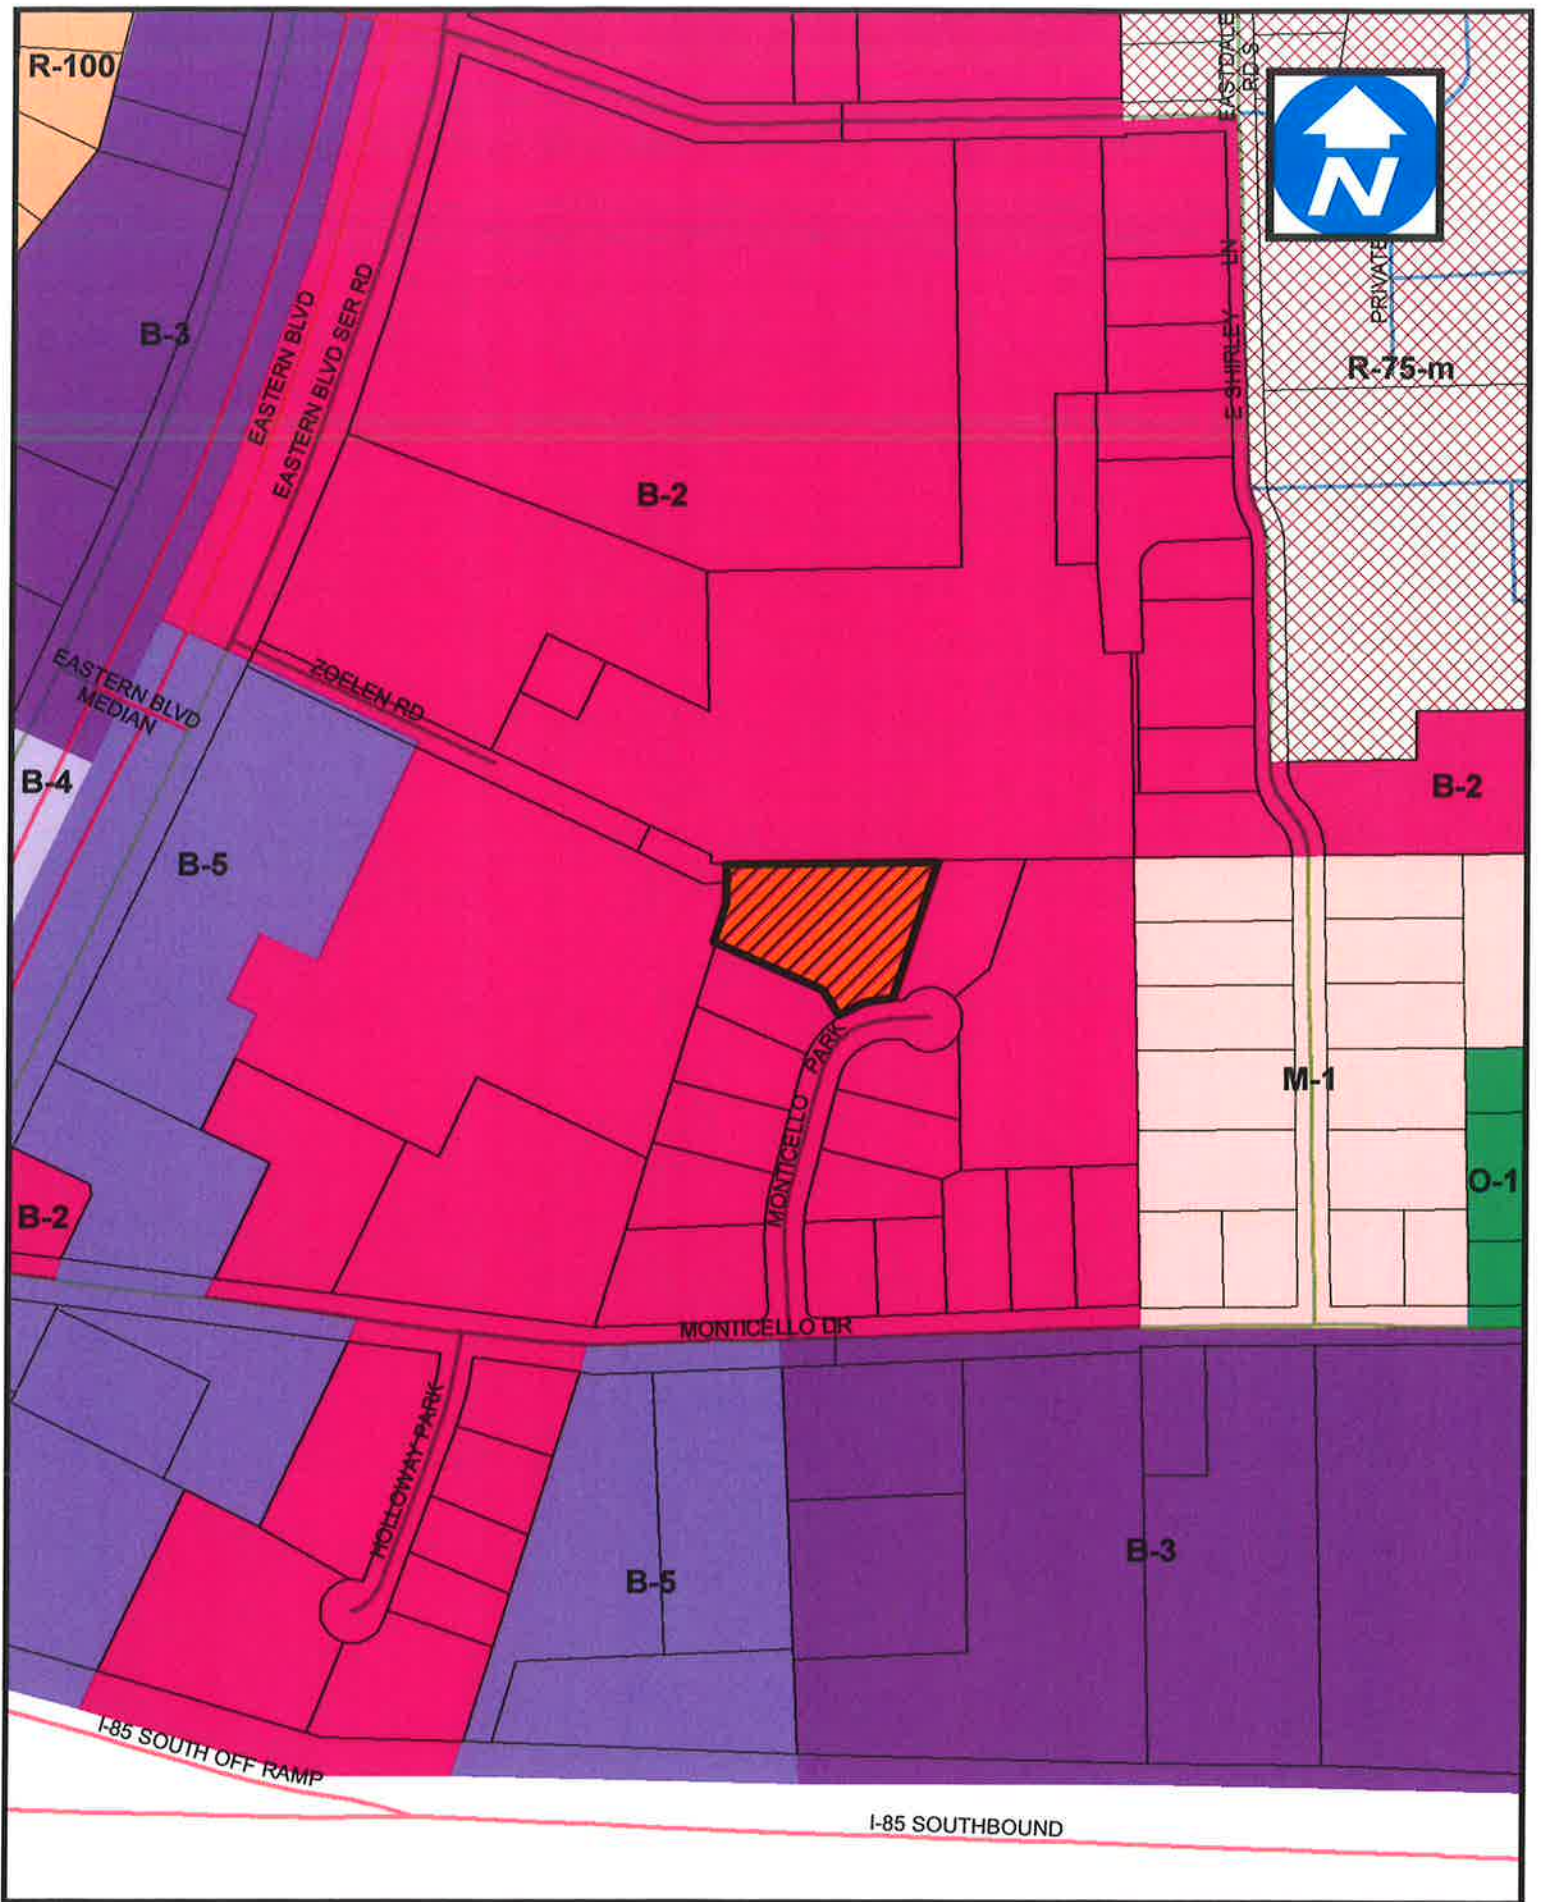 EASTDALE
RD S
R-100
N
E SHIRLEY LN
PRIVATE
B-3
EASTERN BLVD
EASTERN BLVD SER RD
R-75-m
B-2
ZOELEN RD
EASTERN BLVD
MEDIAN
B-4
B-2
B-5
MONTICELLO PARK
M-1
O-1
B-2
MONTICELLO DR
HOLLOWAY PARK
B-3
B-5
I-85 SOUTH OFF RAMP
I-85 SOUTHBOUND